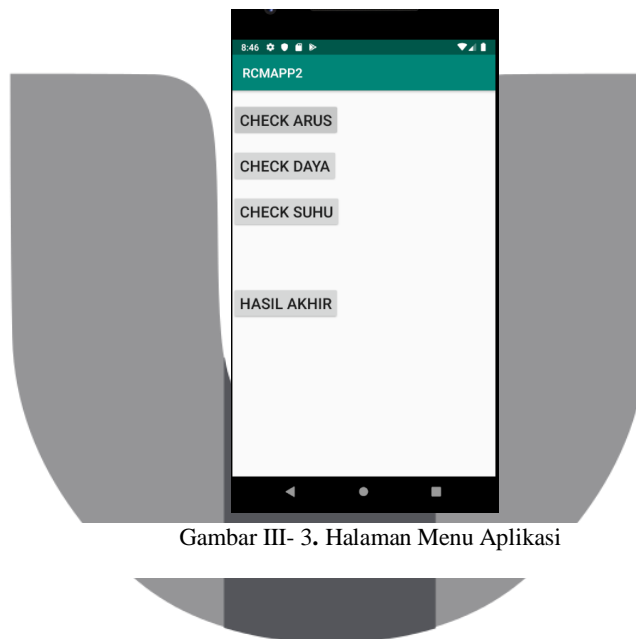 8:46
RCMAPP2
CHECK ARUS
CHECK DAYA
CHECK SUHU
HASIL AKHIR
Gambar III- 3. Halaman Menu Aplikasi